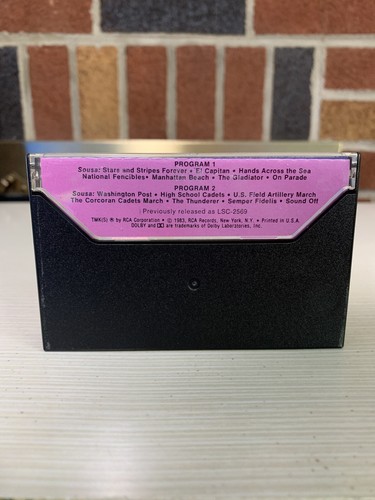 PROGRAM 1
Sousa: Stars and Stripes Forever • El Capitan • Hands Across the Sea
National Fencibles • Manhattan Beach • The Gladiator • On Parade
PROGRAM 2
Sousa: Washington Post • High School Cadets • U.S. Field Artillery March
The Corcoran Cadets March • The Thunderer • Semper Fidelis • Sound Off
Previously released as LSC-2569
TMK(S) ® by RCA Corporation • © 1983, RCA Records, New York, N.Y. • Printed in U.S.A.
DOLBY and are trademarks of Dolby Laboratories, Inc.